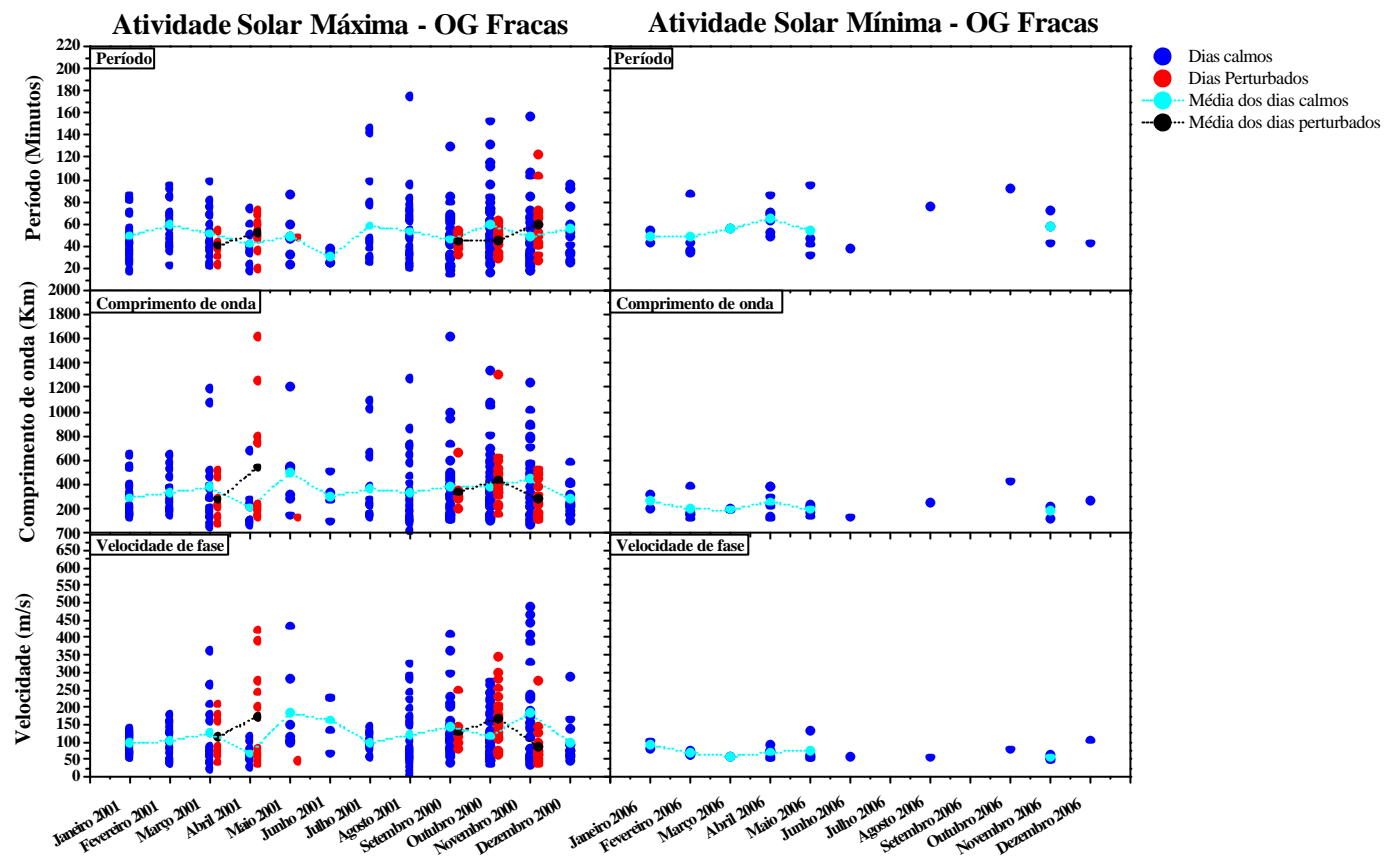 Atividade Solar Máxima - OG Fracas
Atividade Solar Mínima - OG Fracas
Período
Período
Dias calmos
Dias Perturbados
Média dos dias calmos
Média dos dias perturbados
Período (Minutos)
220
200
180
160
140
120
100
80
60
40
20
Comprimento de onda
Comprimento de onda
Comprimento de onda (Km)
2000
1800
1600
1400
1200
1000
800
600
400
200
Velocidade de fase
Velocidade de fase
Velocidade (m/s)
700
650
600
550
500
450
400
350
300
250
200
150
100
50
0
Janeiro 2001
Fevereiro 2001
Março 2001
Abril 2001
Maio 2001
Junho 2001
Julho 2001
Agosto 2001
Setembro 2000
Outubro 2000
Novembro 2000
Dezembro 2000
Janeiro 2006
Fevereiro 2006
Março 2006
Abril 2006
Maio 2006
Junho 2006
Julho 2006
Agosto 2006
Setembro 2006
Outubro 2006
Novembro 2006
Dezembro 2006